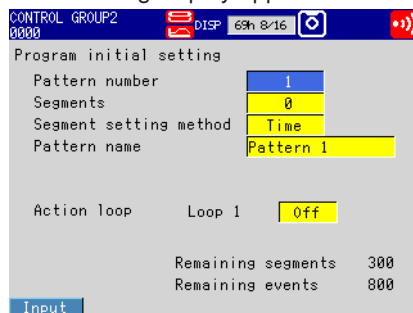 CONTROL GROUP2
0000
DISP 69h 8/16
Program initial setting
Pattern number 1
Segments 0
Segment setting method Time
Pattern name Pattern 1
Action loop Loop 1 Off
Remaining segments 300
Remaining events 800
Input